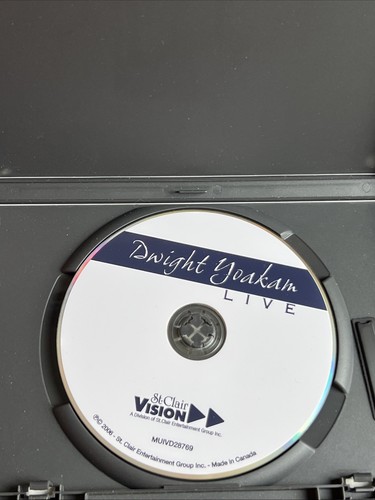 Dwight Yoakam
LIVE
St. Clair
VISION
A Division of St. Clair Entertainment Group Inc.
MUIVD28769
℗© 2006 - St. Clair Entertainment Group Inc. - Made in Canada